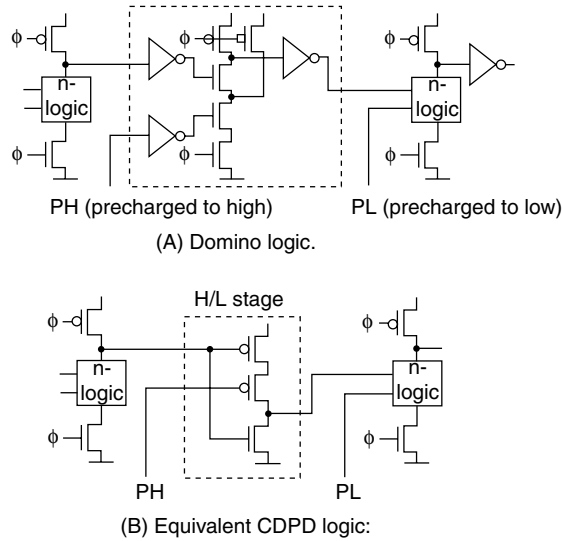 ϕ
ϕ
ϕ
n-
logic
n-
logic
ϕ
ϕ
ϕ
PH (precharged to high)
PL (precharged to low)
(A) Domino logic.
H/L stage
ϕ
ϕ
n-
logic
n-
logic
ϕ
ϕ
PH
PL
(B) Equivalent CDPD logic: